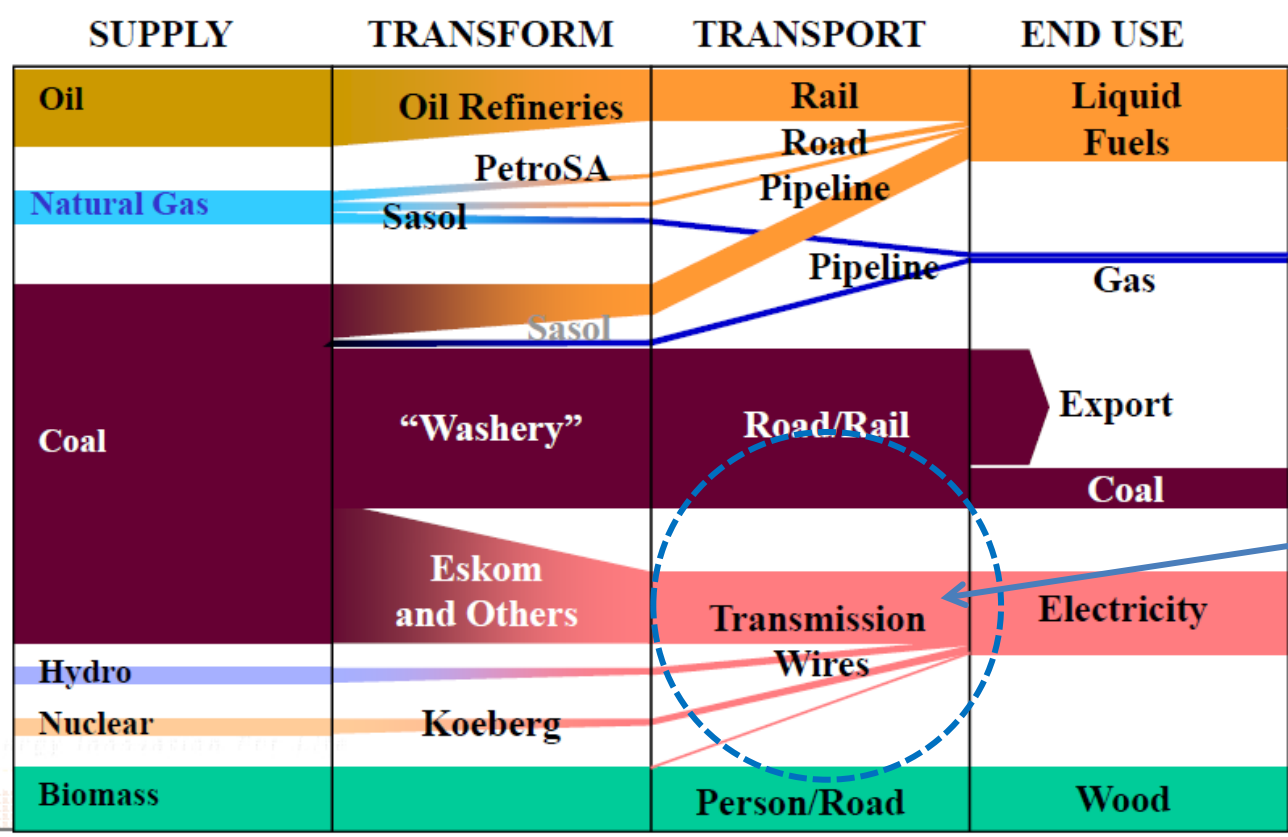 SUPPLY TRANSFORM TRANSPORT END USE
Oil
Oil Refineries
Rail
Liquid
Fuels
Road
PetroSA
Pipeline
Natural Gas
Sasol
Pipeline
Gas
Sasol
Coal
“Washery”
Road/Rail
Export
Coal
Eskom
and Others
Transmission
Wires
Electricity
Hydro
Nuclear
Koeberg
Biomass
Person/Road
Wood